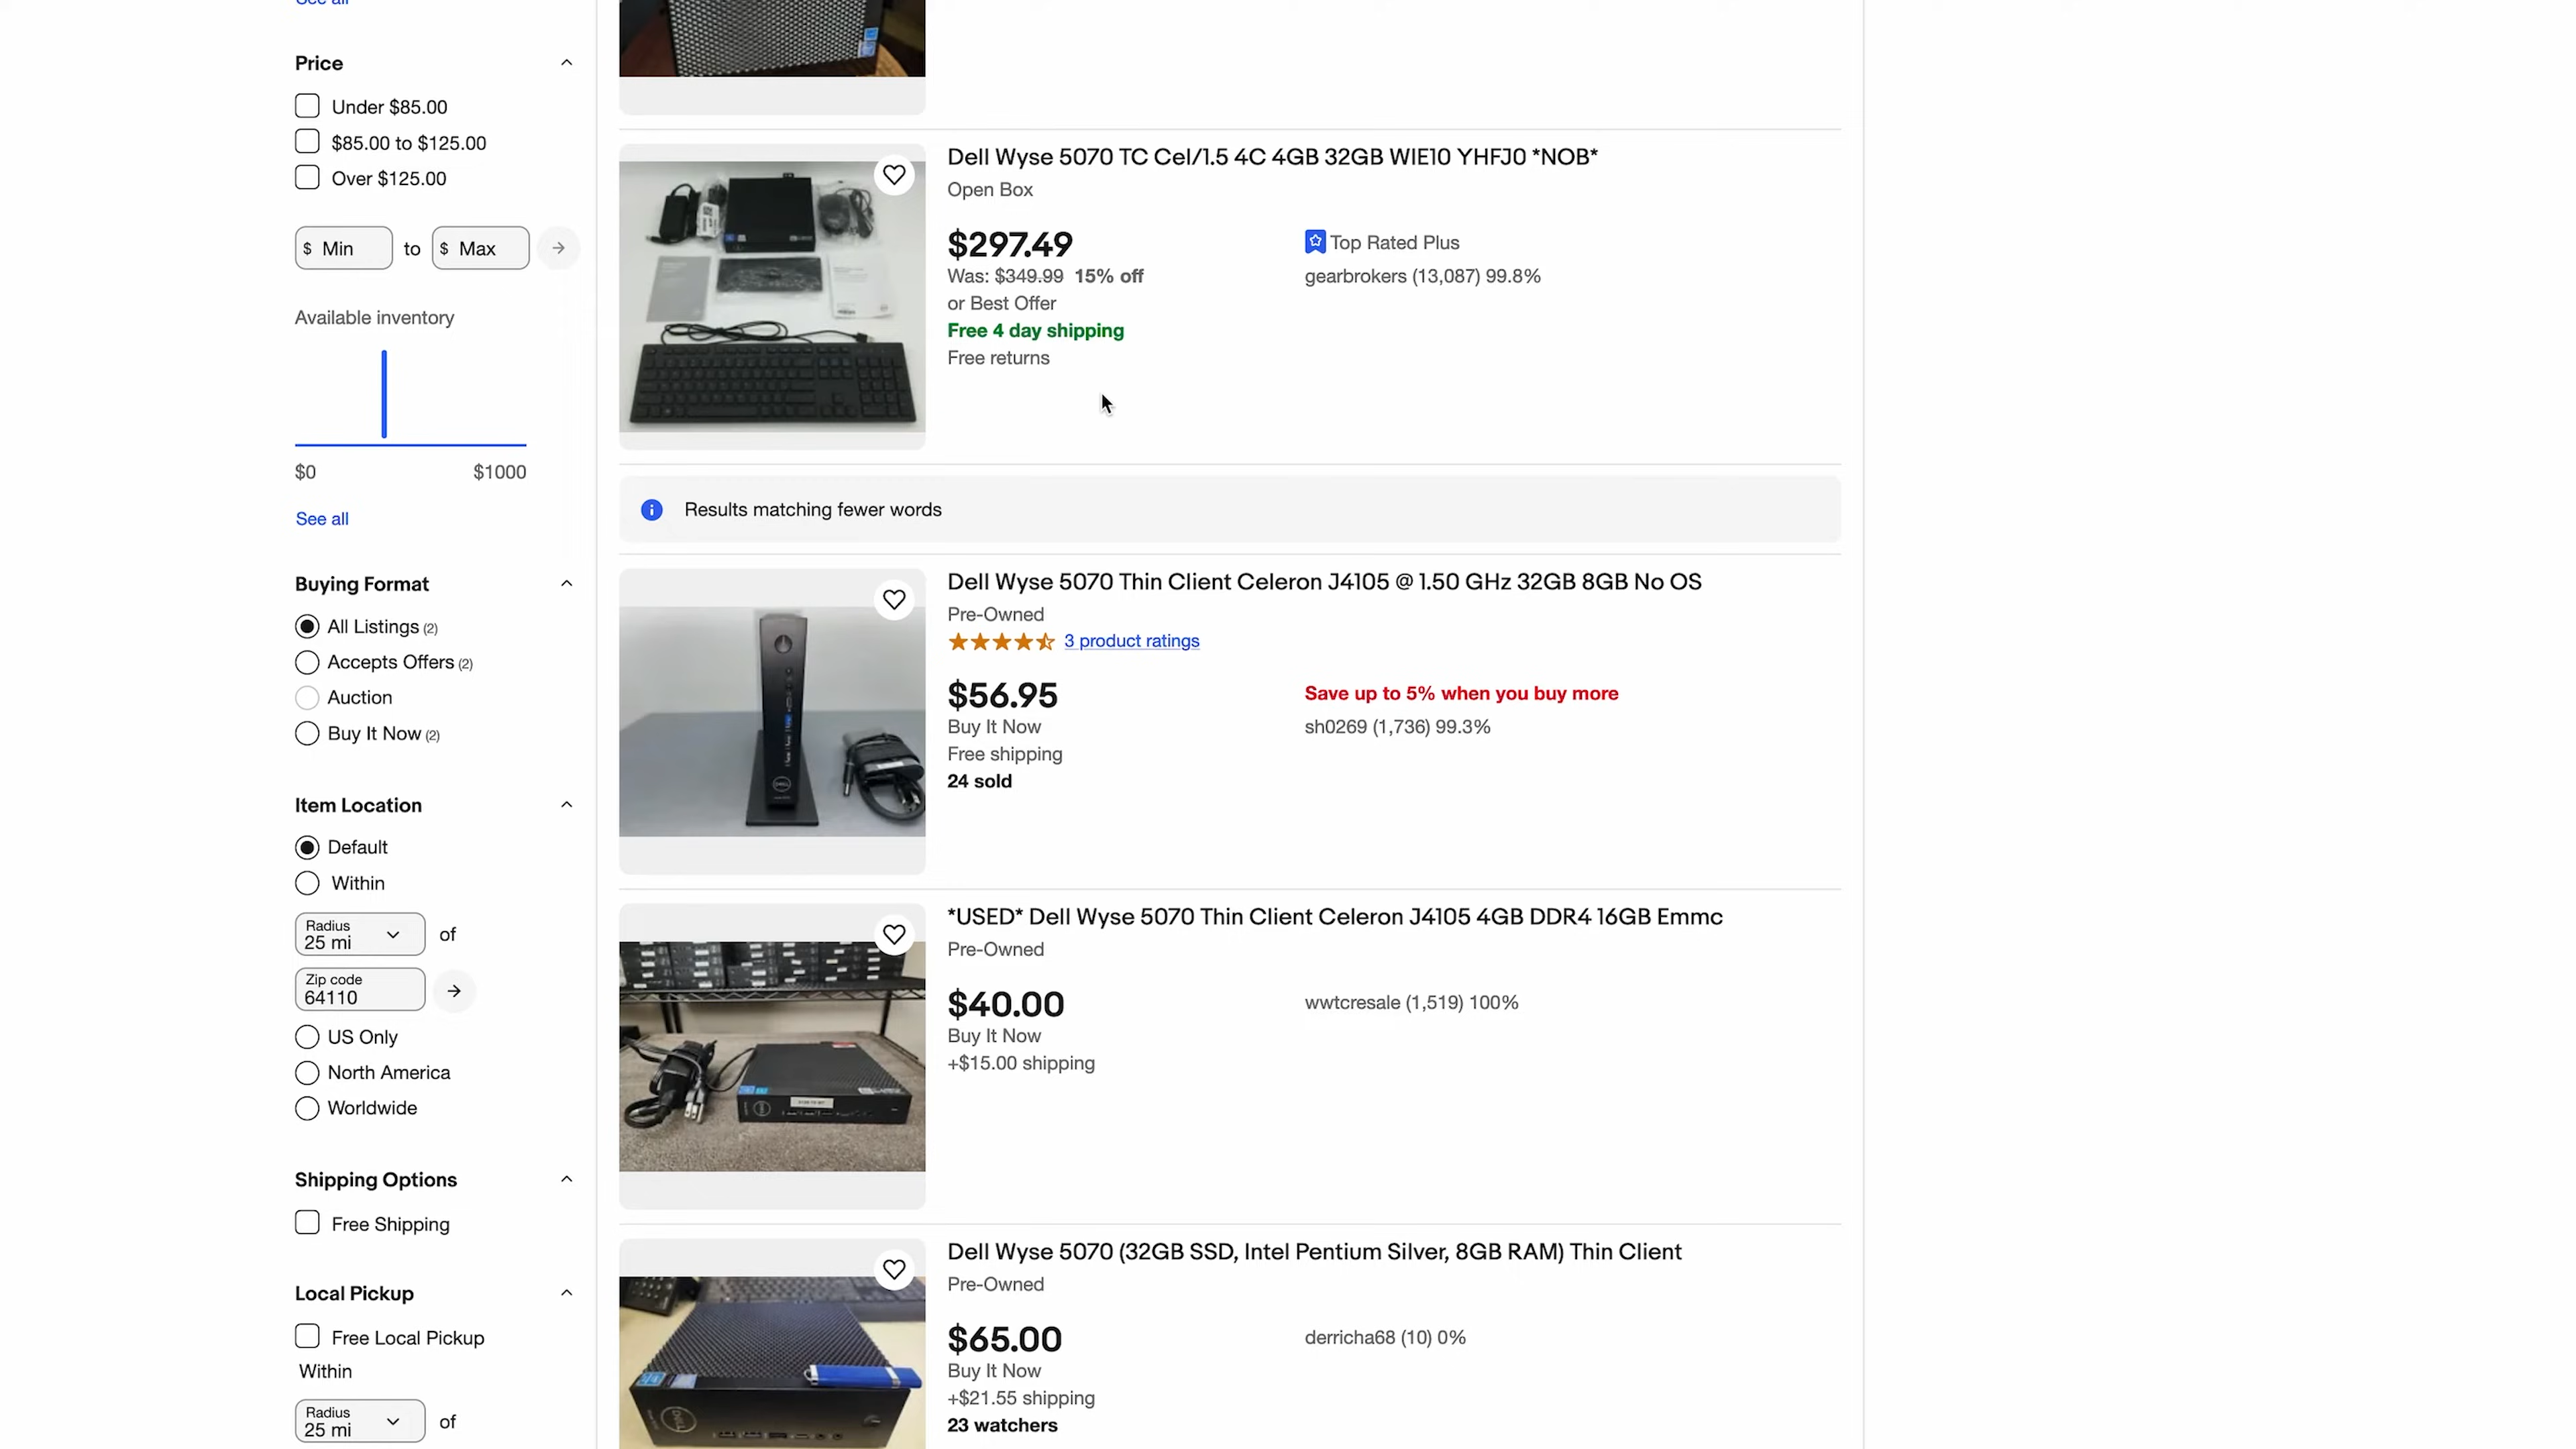 See all
Price
Under $85.00
$85.00 to $125.00
Over $125.00
$ Min to $ Max
Available inventory
$0 $1000
See all
Buying Format
All Listings (2)
Accepts Offers (2)
Auction
Buy It Now (2)
Item Location
Default
Within
Radius
25 mi of
Zip code
64110
US Only
North America
Worldwide
Shipping Options
Free Shipping
Local Pickup
Free Local Pickup
Within
Radius
25 mi of
Dell Wyse 5070 TC Cel/1.5 4C 4GB 32GB WIE10 YHFJ0 *NOB*
Open Box
$297.49
Was: $349.99 15% off
or Best Offer
Free 4 day shipping
Free returns
Top Rated Plus
gearbrokers (13,087) 99.8%
Results matching fewer words
Dell Wyse 5070 Thin Client Celeron J4105 @ 1.50 GHz 32GB 8GB No OS
Pre-Owned
3 product ratings
$56.95
Buy It Now
Free shipping
24 sold
Save up to 5% when you buy more
sh0269 (1,736) 99.3%
*USED* Dell Wyse 5070 Thin Client Celeron J4105 4GB DDR4 16GB Emmc
Pre-Owned
$40.00
Buy It Now
+$15.00 shipping
wwtcresale (1,519) 100%
Dell Wyse 5070 (32GB SSD, Intel Pentium Silver, 8GB RAM) Thin Client
Pre-Owned
$65.00
Buy It Now
+$21.55 shipping
23 watchers
derricha68 (10) 0%